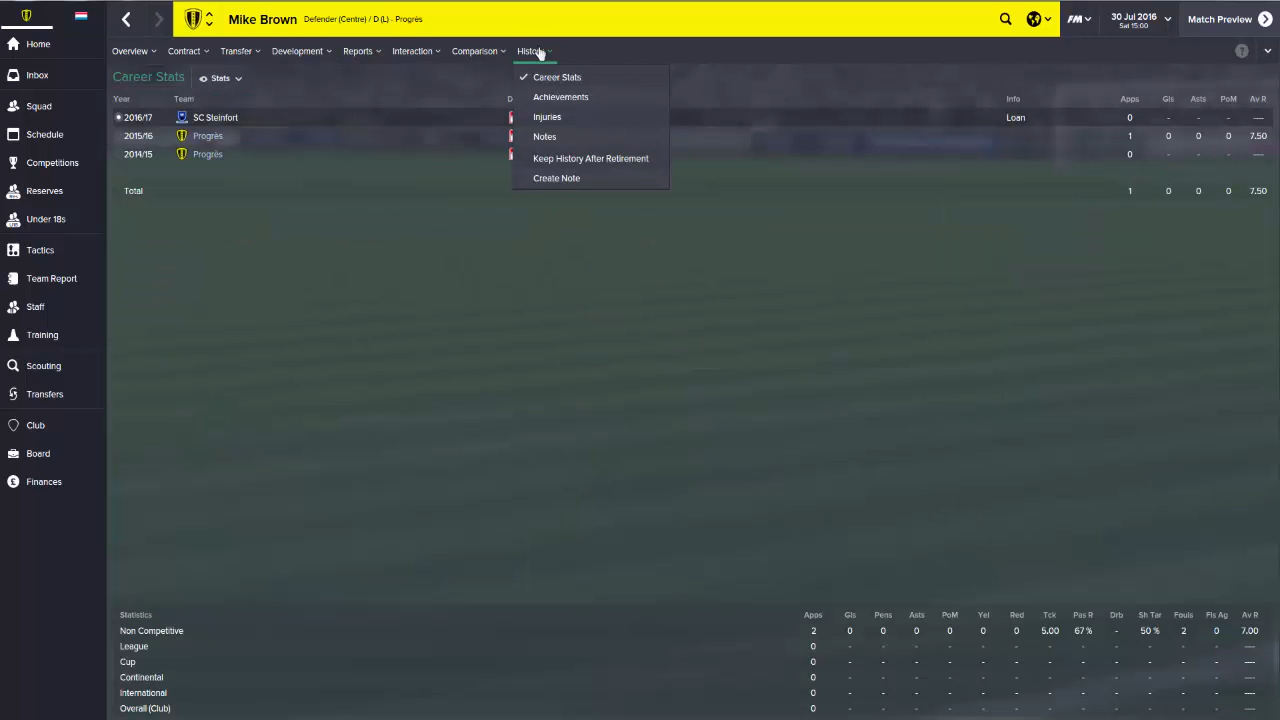 Mike Brown Defender (Centre) / D (L) - Progrès FM 30 Jul 2016 Match Preview
Sat 15:00
Home
Overview Contract Transfer Development Reports Interaction Comparison History
Inbox
Squad
Schedule
Competitions
Reserves
Under 18s
Tactics
Team Report
Staff
Training
Scouting
Transfers
Club
Board
Finances
Career Stats Stats
Career Stats
Achievements
Injuries
Notes
Keep History After Retirement
Create Note
Year Team D Info Apps Gls Asts PoM Av R
2016/17 SC Steinfort Loan 0 - - - ----
2015/16 Progrès 1 - - - 7.50
2014/15 Progrès 0 - - - ----
Total 1 0 0 0 7.50
Statistics Apps Gls Pens Asts PoM Yel Red Tck Pas R Drb Sh Tar Fouls Fls Ag Av R
Non Competitive 2 0 0 0 0 0 0 5.00 67 % - 50 % 2 0 7.00
League 0 - - - - - - - - - - - - ----
Cup 0 - - - - - - - - - - - - ----
Continental 0 - - - - - - - - - - - - ----
International 0 - - - - - - - - - - - - ----
Overall (Club) 0 - - - - - - - - - - - - ----